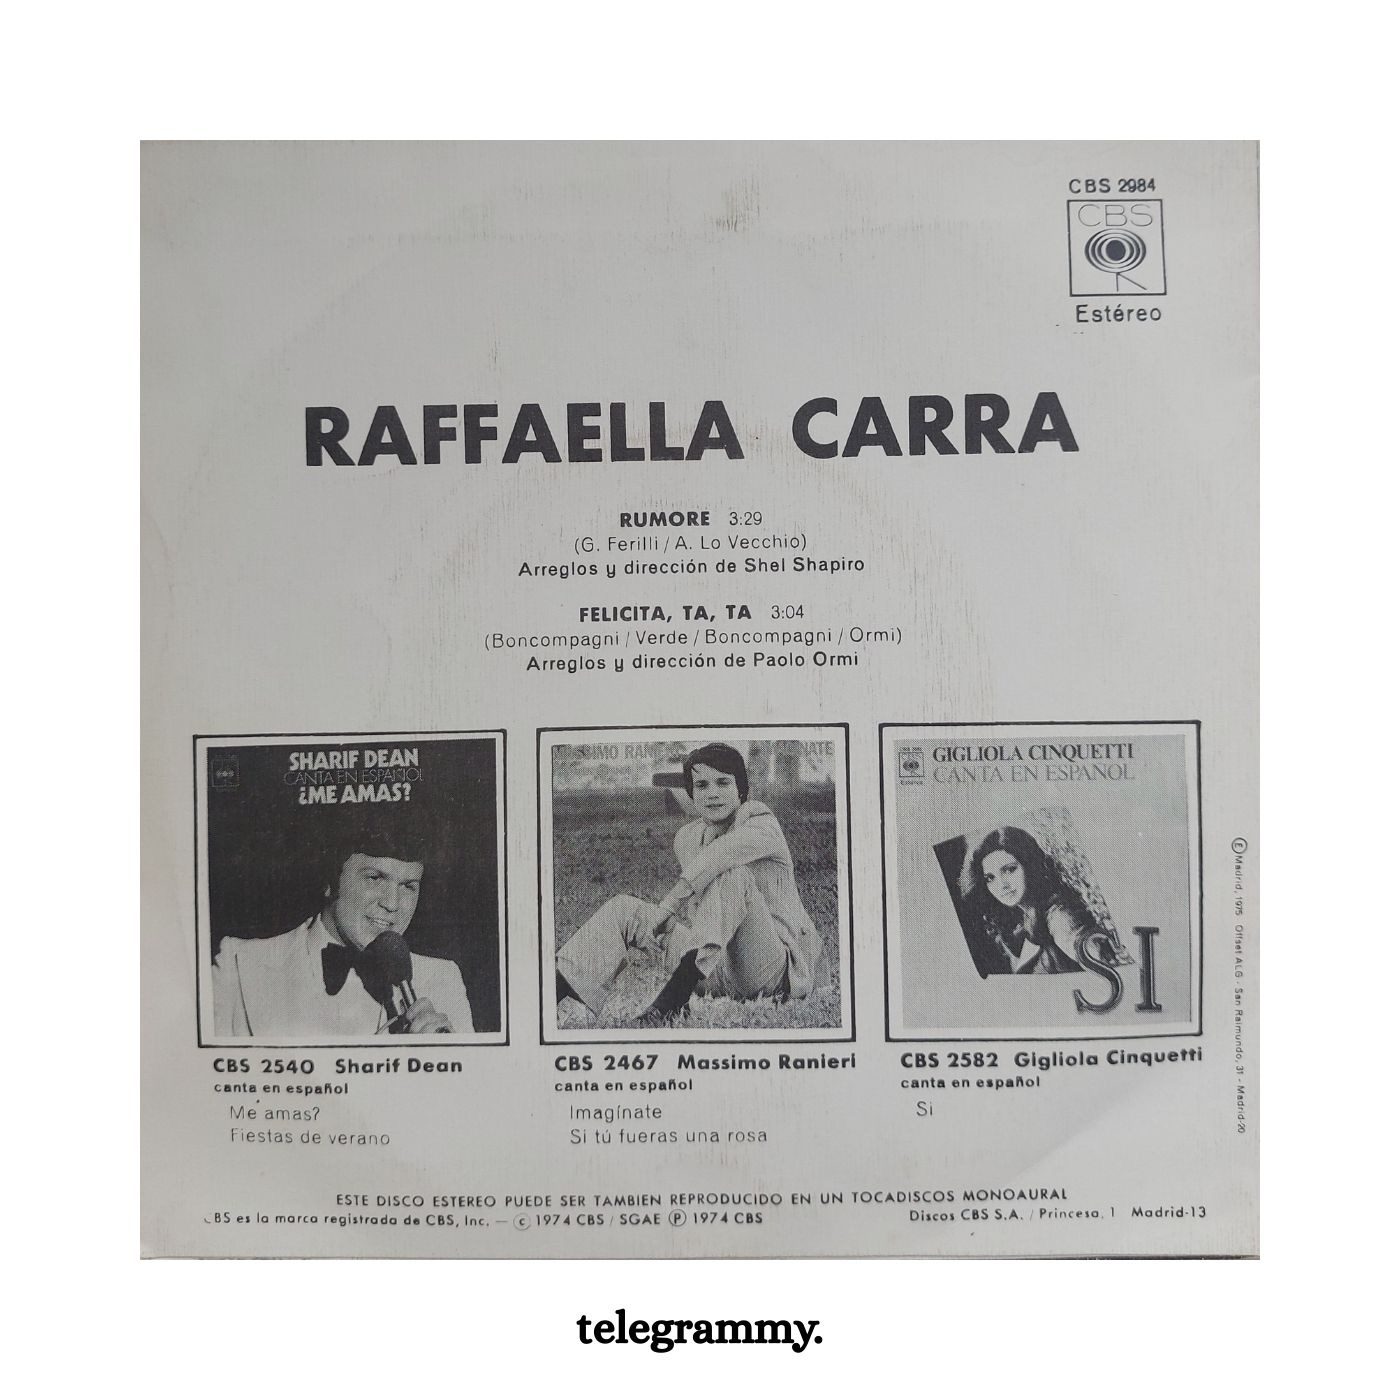 CBS 2984
CBS
Estéreo
RAFFAELLA CARRA
RUMORE 3:29
(G. Ferilli / A. Lo Vecchio)
Arreglos y dirección de Shel Shapiro
FELICITA, TA, TA 3:04
(Boncompagni / Verde / Boncompagni / Ormi)
Arreglos y dirección de Paolo Ormi
SHARIF DEAN
CANTA EN ESPAÑOL
¿ME AMAS?
MASSIMO RANIERI
GIGLIOLA CINQUETTI
CANTA EN ESPAÑOL
Estéreo
SI
CBS 2540 Sharif Dean
canta en español
Me amas?
Fiestas de verano
CBS 2467 Massimo Ranieri
canta en español
Imagínate
Si tú fueras una rosa
CBS 2582 Gigliola Cinquetti
canta en español
Si
Ⓔ Madrid, 1975 Offset ALG - San Raimundo, 31 - Madrid-20
ESTE DISCO ESTEREO PUEDE SER TAMBIEN REPRODUCIDO EN UN TOCADISCOS MONOAURAL
CBS es la marca registrada de CBS, Inc. — ⓒ 1974 CBS / SGAE Ⓟ 1974 CBS
Discos CBS S.A. / Princesa, 1 Madrid-13
telegrammy.